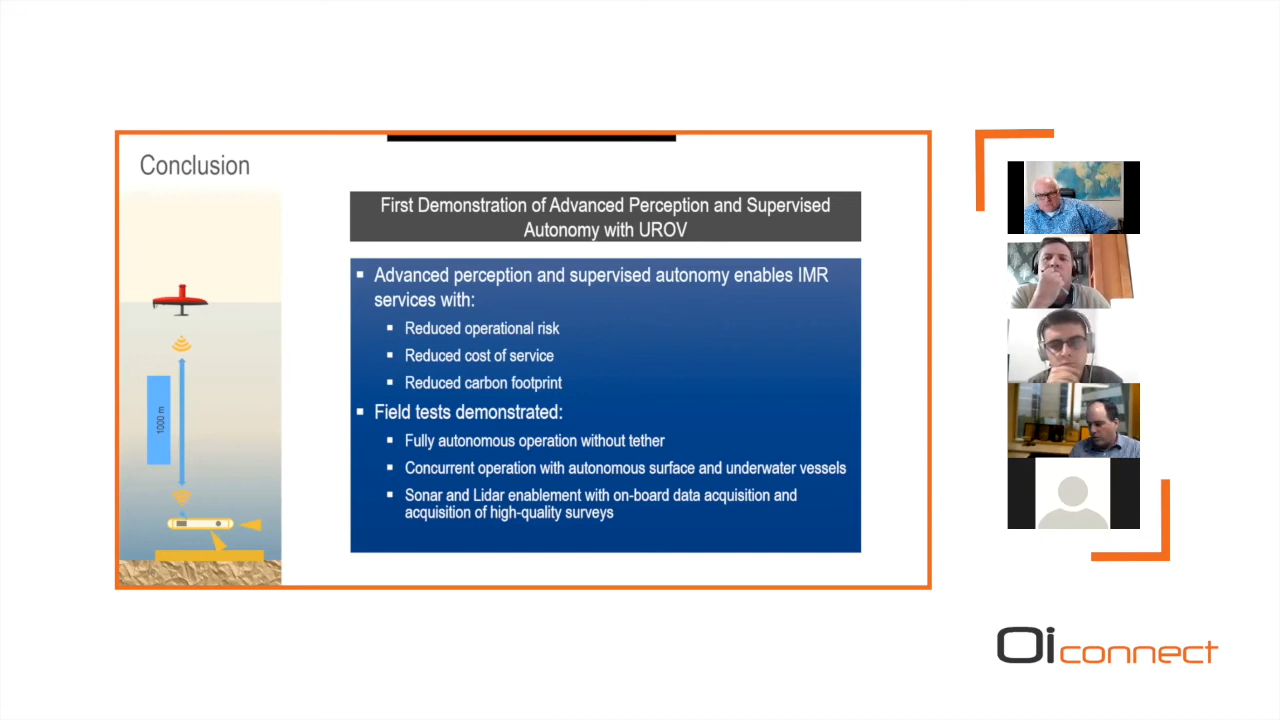 Conclusion
First Demonstration of Advanced Perception and Supervised
Autonomy with UROV
▪ Advanced perception and supervised autonomy enables IMR
services with:
▪ Reduced operational risk
▪ Reduced cost of service
▪ Reduced carbon footprint
▪ Field tests demonstrated:
▪ Fully autonomous operation without tether
▪ Concurrent operation with autonomous surface and underwater vessels
▪ Sonar and Lidar enablement with on-board data acquisition and
acquisition of high-quality surveys
1000 m
Oi connect